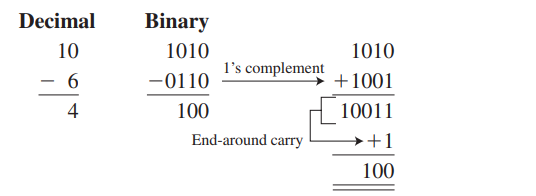 Decimal Binary
10 1010 1010
1's complement
− 6 −0110 +1001
4 100 10011
End-around carry +1
100